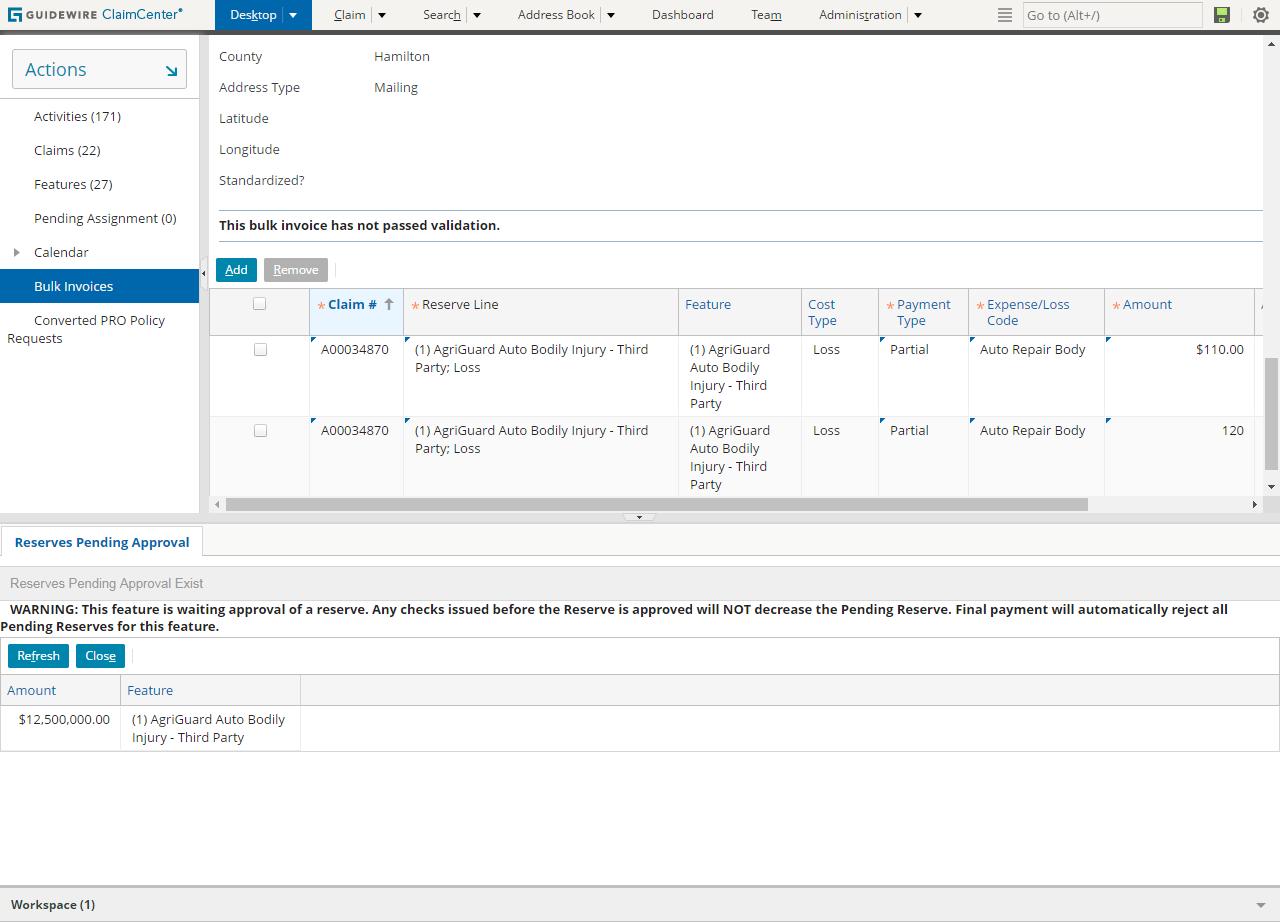 GUIDEWIRE ClaimCenter® Desktop Claim Search Address Book Dashboard Team Administration Go to (Alt+/)
Actions
Activities (171)
Claims (22)
Features (27)
Pending Assignment (0)
Calendar
Bulk Invoices
Converted PRO Policy
Requests
County Hamilton
Address Type Mailing
Latitude
Longitude
Standardized?
This bulk invoice has not passed validation.
Add Remove
* Claim # * Reserve Line Feature Cost * Payment * Expense/Loss * Amount
Type Type Code
A00034870 (1) AgriGuard Auto Bodily Injury - Third (1) AgriGuard Loss Partial Auto Repair Body $110.00
Party; Loss Auto Bodily
Injury - Third
Party
A00034870 (1) AgriGuard Auto Bodily Injury - Third (1) AgriGuard Loss Partial Auto Repair Body 120
Party; Loss Auto Bodily
Injury - Third
Party
Reserves Pending Approval
Reserves Pending Approval Exist
WARNING: This feature is waiting approval of a reserve. Any checks issued before the Reserve is approved will NOT decrease the Pending Reserve. Final payment will automatically reject all
Pending Reserves for this feature.
Refresh Close
Amount Feature
$12,500,000.00 (1) AgriGuard Auto Bodily
Injury - Third Party
Workspace (1)